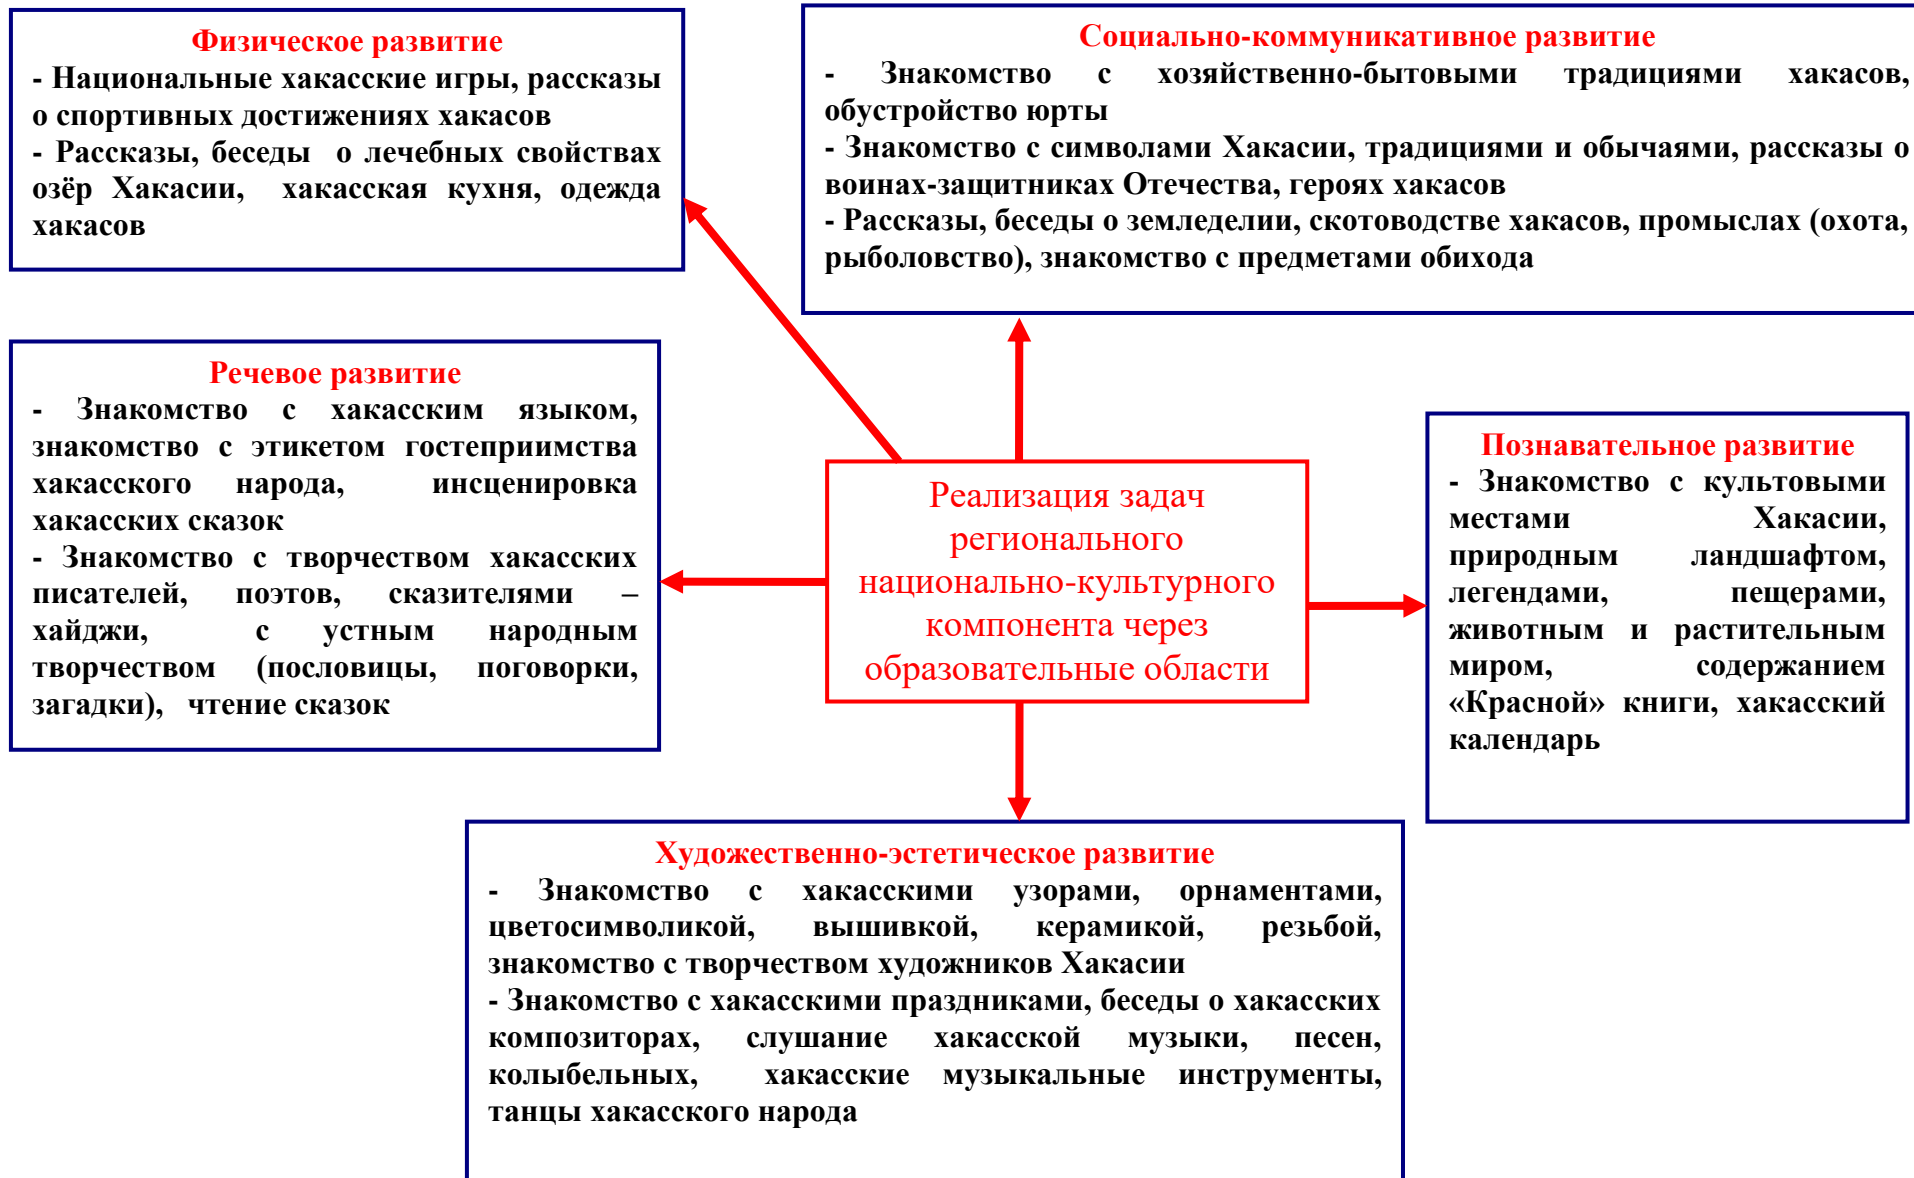 Физическое развитие
- Национальные хакасские игры, рассказы
о спортивных достижениях хакасов
- Рассказы, беседы о лечебных свойствах
озёр Хакасии, хакасская кухня, одежда
хакасов
Социально-коммуникативное развитие
- Знакомство с хозяйственно-бытовыми традициями хакасов,
обустройство юрты
- Знакомство с символами Хакасии, традициями и обычаями, рассказы о
воинах-защитниках Отечества, героях хакасов
- Рассказы, беседы о земледелии, скотоводстве хакасов, промыслах (охота,
рыболовство), знакомство с предметами обихода
Речевое развитие
- Знакомство с хакасским языком,
знакомство с этикетом гостеприимства
хакасского народа, инсценировка
хакасских сказок
- Знакомство с творчеством хакасских
писателей, поэтов, сказителями –
хайджи, с устным народным
творчеством (пословицы, поговорки,
загадки), чтение сказок
Реализация задач
регионального
национально-культурного
компонента через
образовательные области
Познавательное развитие
- Знакомство с культовыми
местами Хакасии,
природным ландшафтом,
легендами, пещерами,
животным и растительным
миром, содержанием
«Красной» книги, хакасский
календарь
Художественно-эстетическое развитие
- Знакомство с хакасскими узорами, орнаментами,
цветосимволикой, вышивкой, керамикой, резьбой,
знакомство с творчеством художников Хакасии
- Знакомство с хакасскими праздниками, беседы о хакасских
композиторах, слушание хакасской музыки, песен,
колыбельных, хакасские музыкальные инструменты,
танцы хакасского народа